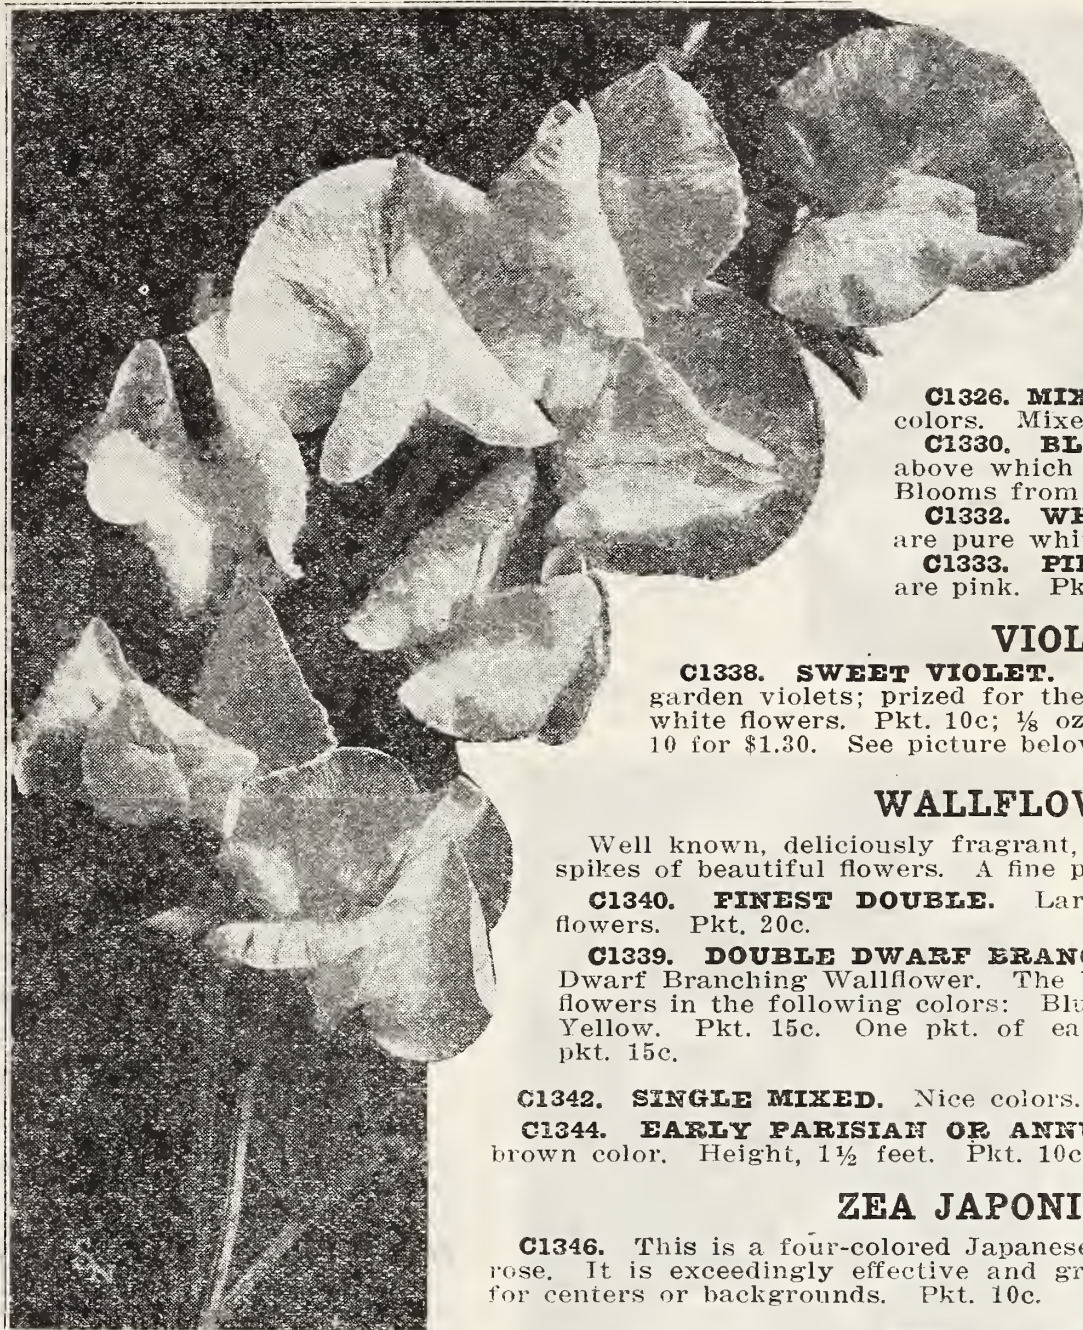 C1326. MIX
colors. Mixe
C1330. BL
above which
Blooms from
C1332. WH
are pure whi
C1333. PIN
are pink. Pk
VIOL
C1338. SWEET VIOLET.
garden violets; prized for the
white flowers. Pkt. 10c; ⅛ oz
10 for $1.30. See picture below
WALLFLOW
Well known, deliciously fragrant,
spikes of beautiful flowers. A fine p
C1340. FINEST DOUBLE. Lar
flowers. Pkt. 20c.
C1339. DOUBLE DWARF BRANC
Dwarf Branching Wallflower. The
flowers in the following colors: Blu
Yellow. Pkt. 15c. One pkt. of ea
pkt. 15c.
C1342. SINGLE MIXED. Nice colors.
C1344. EARLY PARISIAN OR ANNU
brown color. Height, 1½ feet. Pkt. 10c
ZEA JAPONI
C1346. This is a four-colored Japanese
rose. It is exceedingly effective and gr
for centers or backgrounds. Pkt. 10c.